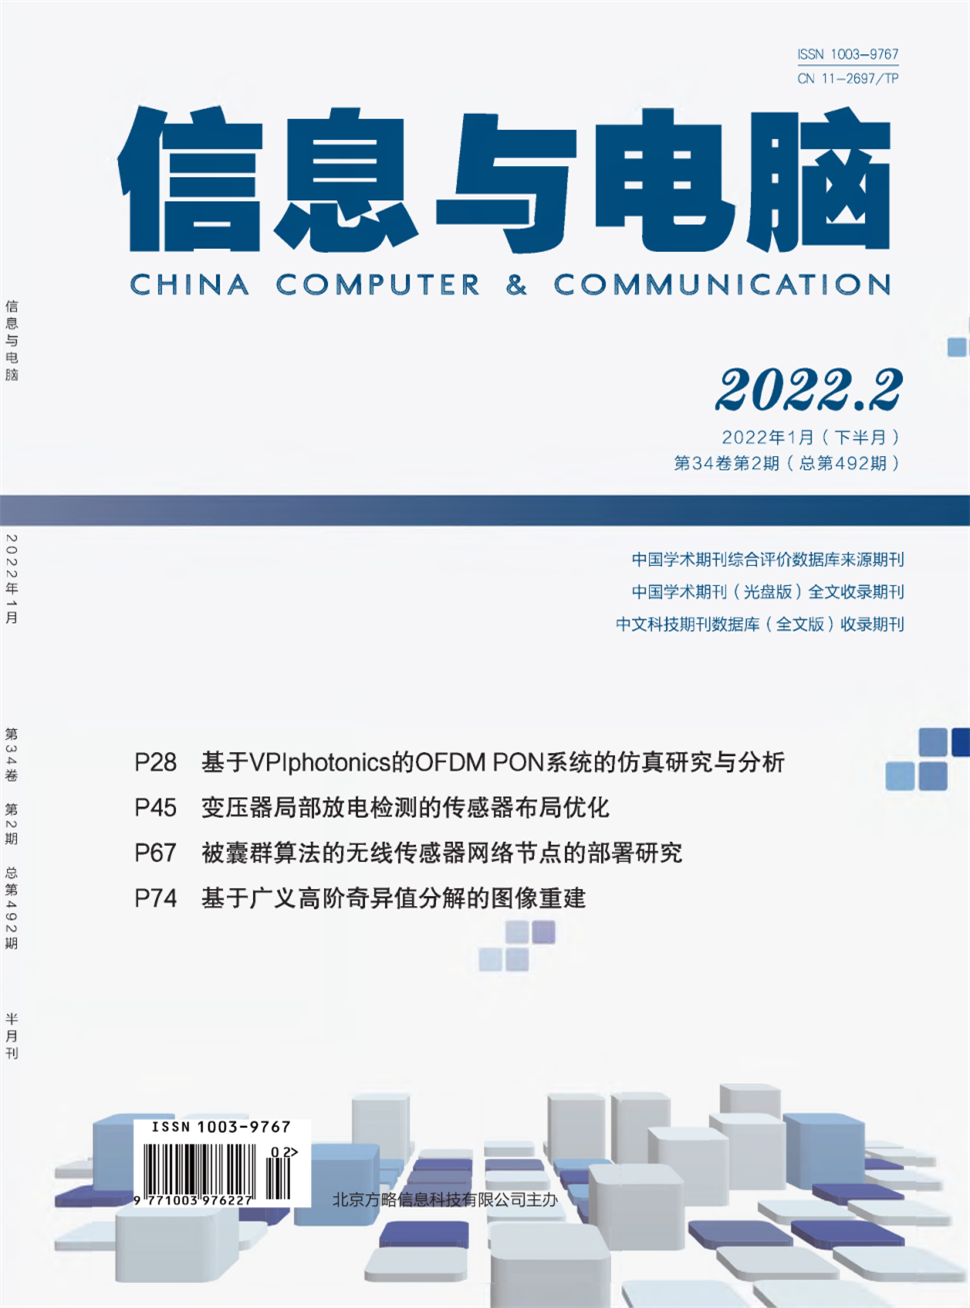 ISSN 1003-9767
CN 11-2697/TP
信息与电脑
CHINA COMPUTER & COMMUNICATION
2022.2
2022年1月（下半月）
第34卷第2期（总第492期）
中国学术期刊综合评价数据库来源期刊
中国学术期刊（光盘版）全文收录期刊
中文科技期刊数据库（全文版）收录期刊
P28 基于VPIphotonics的OFDM PON系统的仿真研究与分析
P45 变压器局部放电检测的传感器布局优化
P67 被囊群算法的无线传感器网络节点的部署研究
P74 基于广义高阶奇异值分解的图像重建
ISSN 1003-9767
02>
9 771003 976227
北京方略信息科技有限公司主办
信息与电脑
2022年1月
第34卷 第2期 总第492期
半月刊